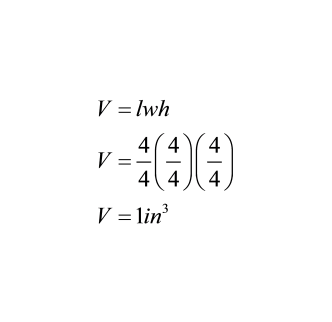 V = lwh
V = 4/4 (4/4)(4/4)
V = 1in³